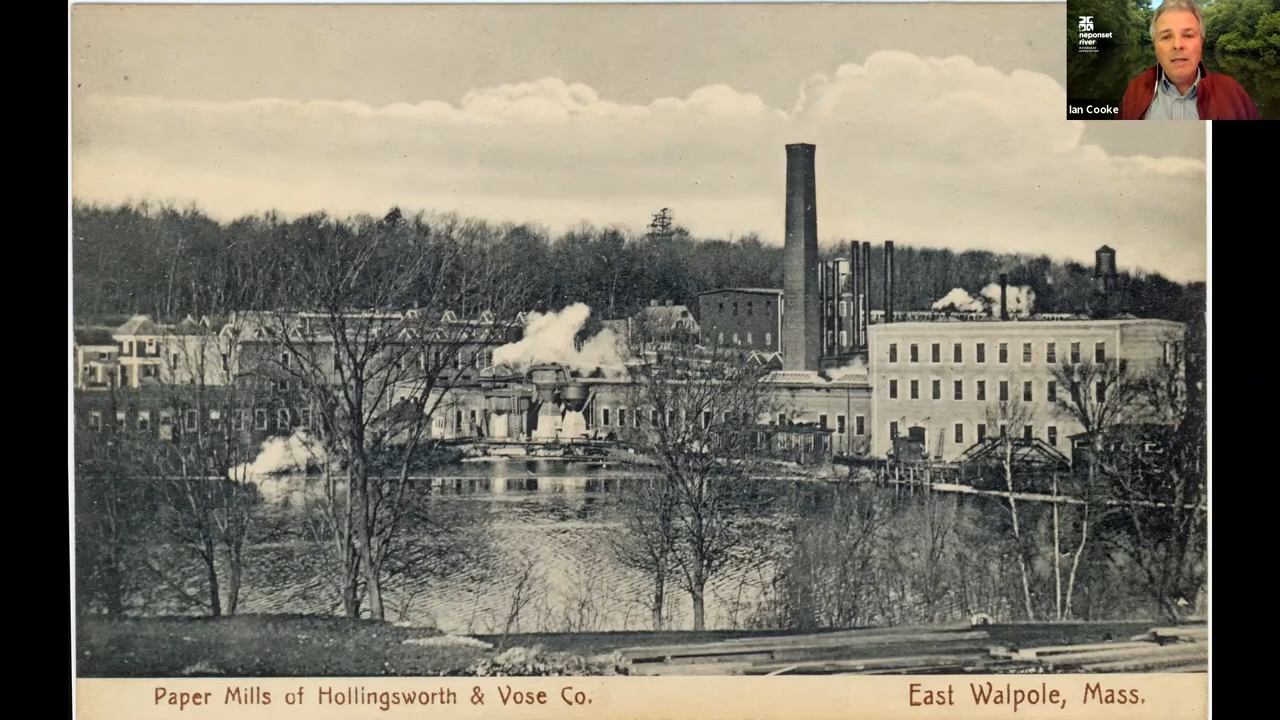 neponset
river
Ian Cooke
Paper Mills of Hollingsworth & Vose Co.
East Walpole, Mass.